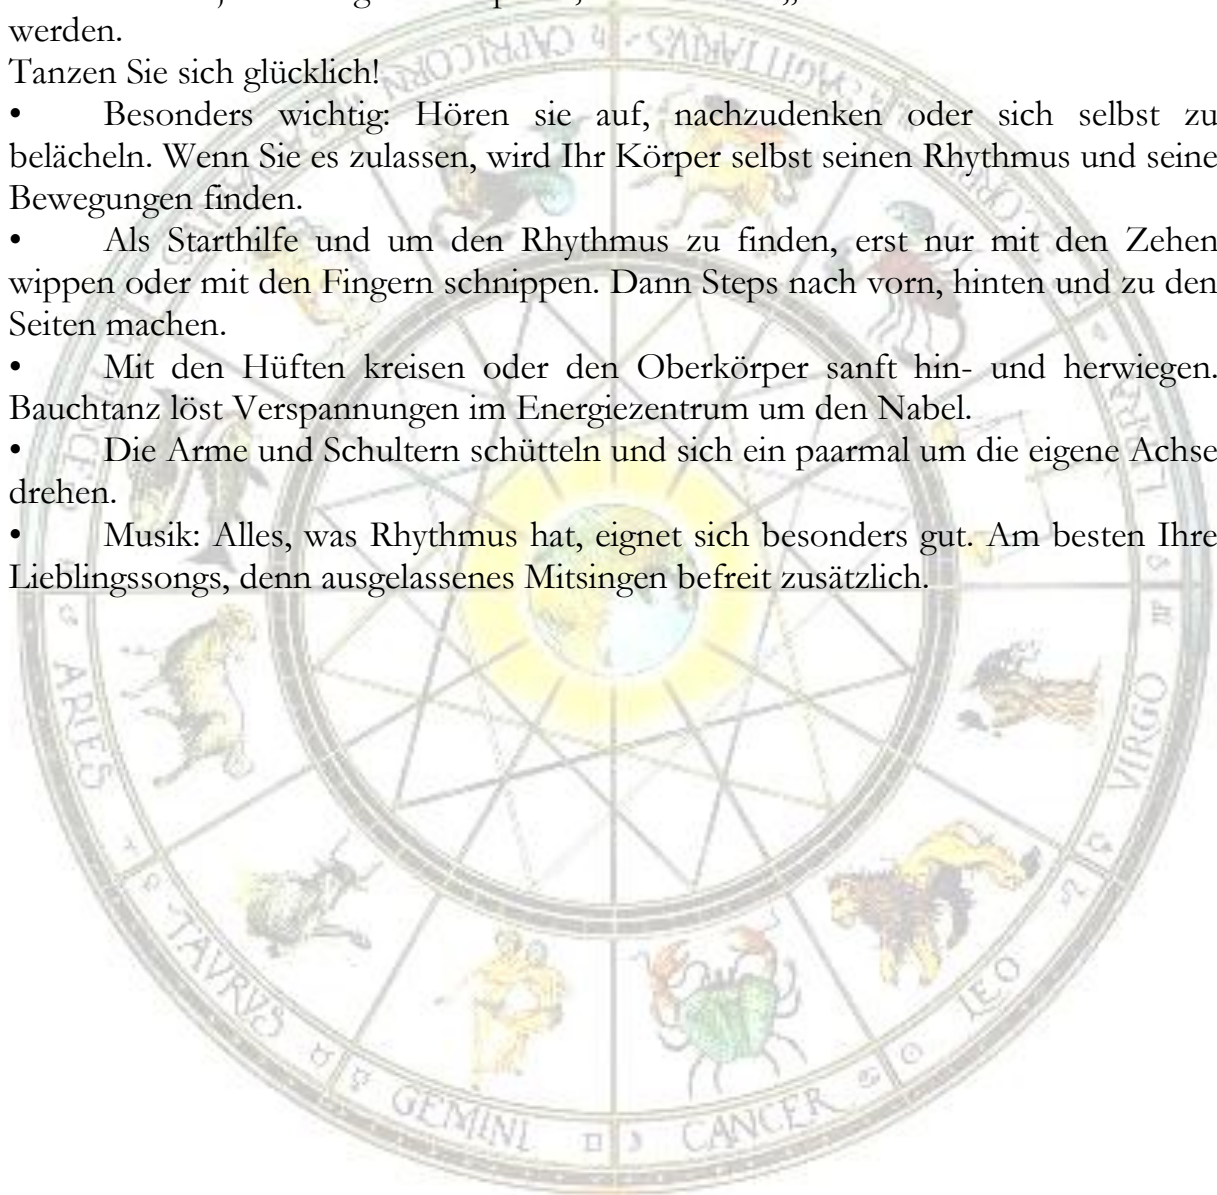 werden.
Tanzen Sie sich glücklich!
• Besonders wichtig: Hören sie auf, nachzudenken oder sich selbst zu
belächeln. Wenn Sie es zulassen, wird Ihr Körper selbst seinen Rhythmus und seine
Bewegungen finden.
• Als Starthilfe und um den Rhythmus zu finden, erst nur mit den Zehen
wippen oder mit den Fingern schnippen. Dann Steps nach vorn, hinten und zu den
Seiten machen.
• Mit den Hüften kreisen oder den Oberkörper sanft hin- und herwiegen.
Bauchtanz löst Verspannungen im Energiezentrum um den Nabel.
• Die Arme und Schultern schütteln und sich ein paarmal um die eigene Achse
drehen.
• Musik: Alles, was Rhythmus hat, eignet sich besonders gut. Am besten Ihre
Lieblingssongs, denn ausgelassenes Mitsingen befreit zusätzlich.
CAPRICORN
SAGITTARIVS
ARIES
TAVRVS
GEMINI
CANCER
LEO
VIRGO